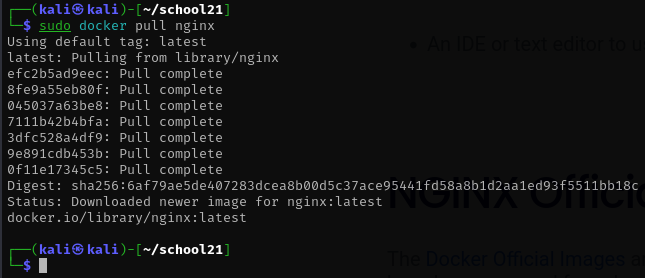 ┌──(kali㉿kali)-[~/school21]
└─$ sudo docker pull nginx
Using default tag: latest
latest: Pulling from library/nginx
efc2b5ad9eec: Pull complete
8fe9a55eb80f: Pull complete
045037a63be8: Pull complete
7111b42b4bfa: Pull complete
3dfc528a4df9: Pull complete
9e891cdb453b: Pull complete
0f11e17345c5: Pull complete
Digest: sha256:6af79ae5de407283dcea8b00d5c37ace95441fd58a8b1d2aa1ed93f5511bb18c
Status: Downloaded newer image for nginx:latest
docker.io/library/nginx:latest
┌──(kali㉿kali)-[~/school21]
└─$
• An IDE or text editor to u
NGINX Offici
The Docker Official Images a